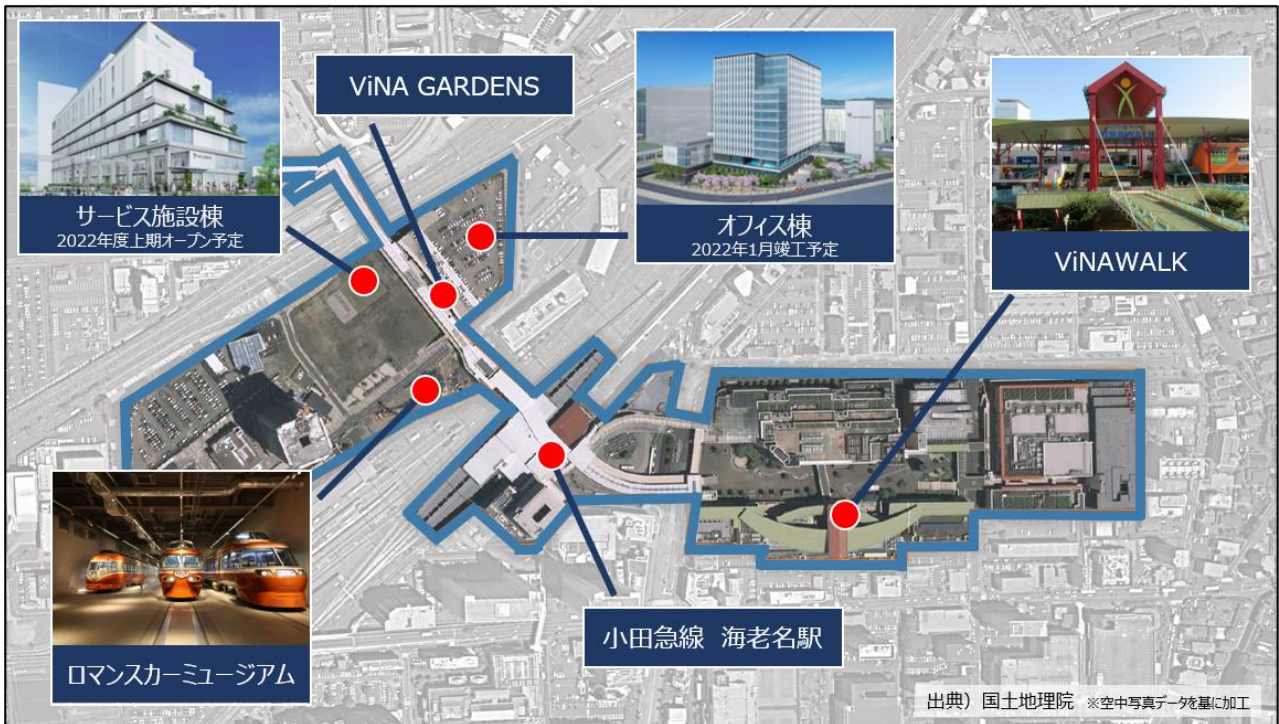 ViNA GARDENS
サービス施設棟
2022年度上期オープン予定
オフィス棟
2022年1月竣工予定
ViNAWALK
ロマンスカーミュージアム
小田急線 海老名駅
出典）国土地理院 ※空中写真データを基に加工